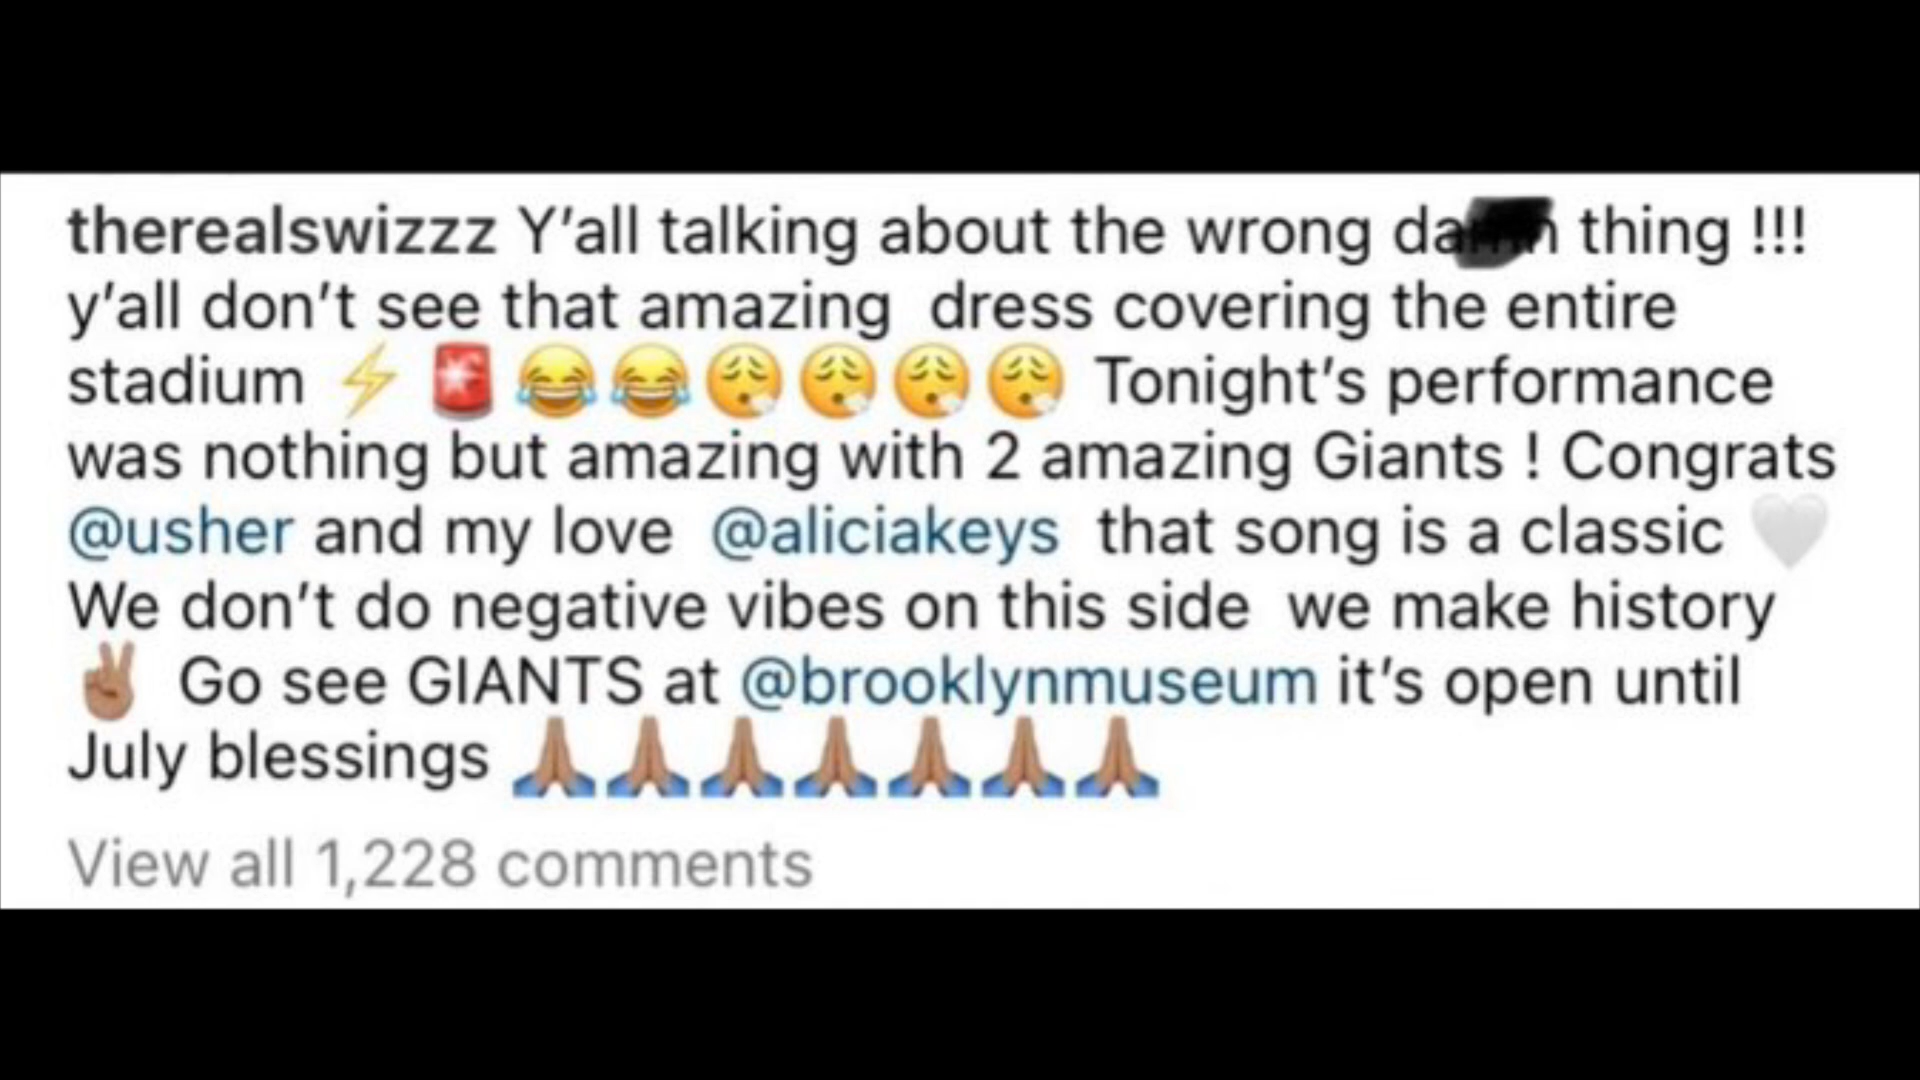 therealswizzz Y’all talking about the wrong damn thing !!!
y’all don’t see that amazing dress covering the entire
stadium ⚡🚨😂😂😮‍💨😮‍💨😮‍💨😮‍💨 Tonight’s performance
was nothing but amazing with 2 amazing Giants ! Congrats
@usher and my love @aliciakeys that song is a classic 🤍
We don’t do negative vibes on this side we make history
✌🏽 Go see GIANTS at @brooklynmuseum it’s open until
July blessings 🙏🏽🙏🏽🙏🏽🙏🏽🙏🏽🙏🏽🙏🏽
View all 1,228 comments